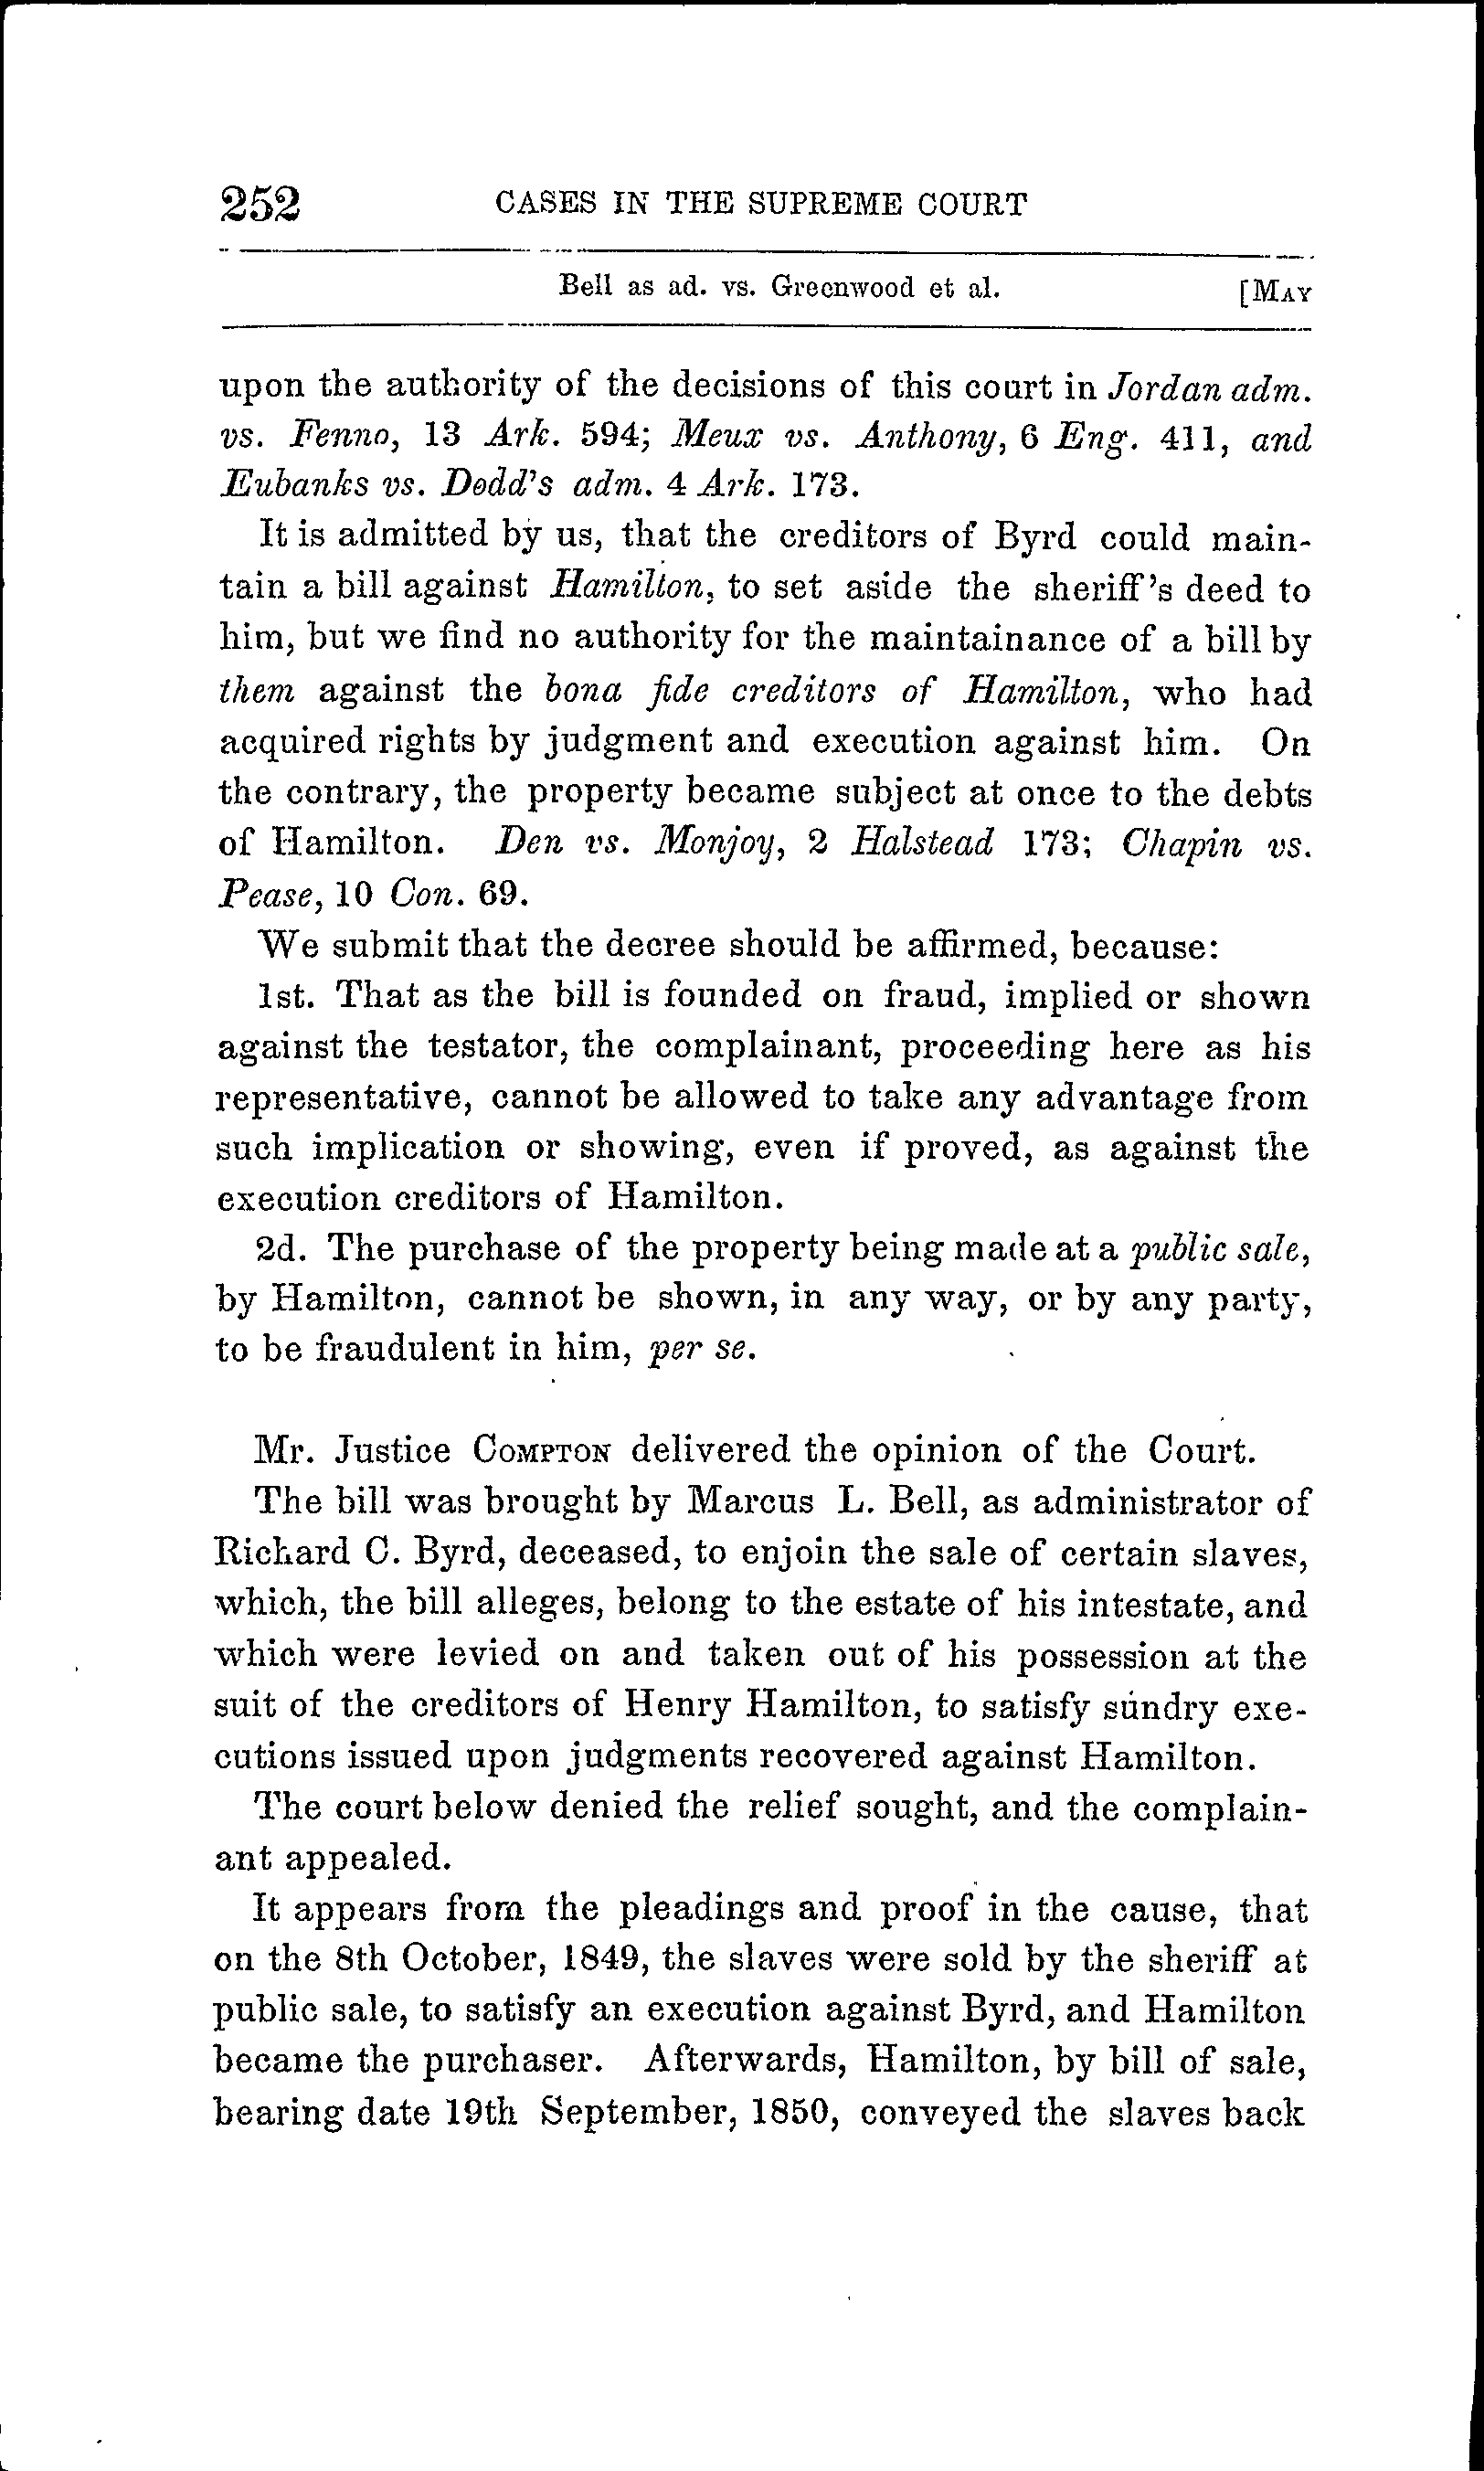 252 CASES IN THE SUPREME COURT
Bell as ad. vs. Greenwood et al. [MAY
upon the authority of the decisions of this court in Jordan adm.
vs. Fenno, 13 Ark. 594; Meux vs. Anthony, 6 Eng. 411, and
Eubanks vs. Dodd's adm. 4 Ark. 173.
It is admitted by us, that the creditors of Byrd could main-
tain a bill against Hamilton, to set aside the sheriff's deed to
him, but we find no authority for the maintainance of a bill by
them against the bona fide creditors of Hamilton, who had
acquired rights by judgment and execution against him. On
the contrary, the property became subject at once to the debts
of Hamilton. Den vs. Monjoy, 2 Halstead 173; Chapin vs.
Pease, 10 Con. 69.
We submit that the decree should be affirmed, because:
1st. That as the bill is founded on fraud, implied or shown
against the testator, the complainant, proceeding here as his
representative, cannot be allowed to take any advantage from
such implication or showing, even if proved, as against the
execution creditors of Hamilton.
2d. The purchase of the property being made at a public sale,
by Hamilton, cannot be shown, in any way, or by any party,
to be fraudulent in him, per se.
Mr. Justice COMPTON delivered the opinion of the Court.
The bill was brought by Marcus L. Bell, as administrator of
Richard C. Byrd, deceased, to enjoin the sale of certain slaves,
which, the bill alleges, belong to the estate of his intestate, and
which were levied on and taken out of his possession at the
suit of the creditors of Henry Hamilton, to satisfy sundry exe-
cutions issued upon judgments recovered against Hamilton.
The court below denied the relief sought, and the complain-
ant appealed.
It appears from the pleadings and proof in the cause, that
on the 8th October, 1849, the slaves were sold by the sheriff at
public sale, to satisfy an execution against Byrd, and Hamilton
became the purchaser. Afterwards, Hamilton, by bill of sale,
bearing date 19th September, 1850, conveyed the slaves back